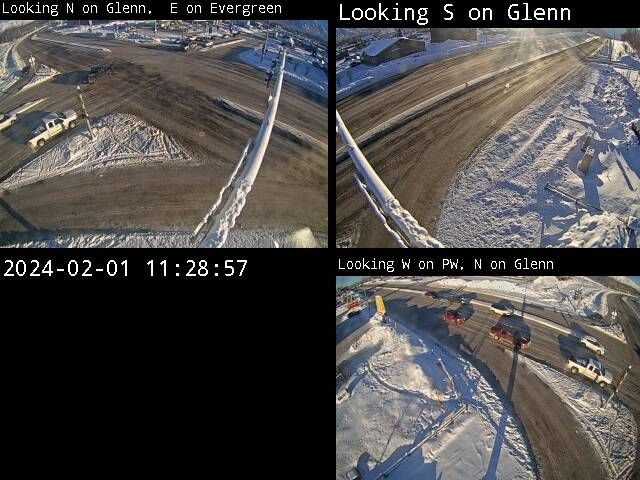 Looking N on Glenn,  E on Evergreen
Looking S on Glenn
2024-02-01 11:28:57
Looking W on PW, N on Glenn